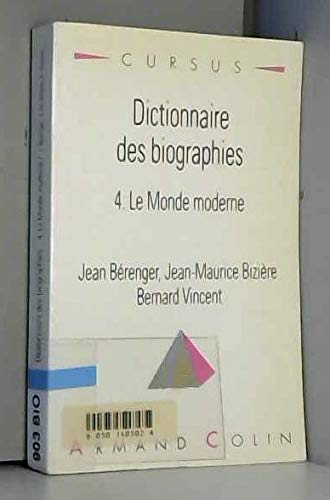 CURSUS
Dictionnaire
des biographies
4. Le Monde moderne
Jean Bérenger, Jean-Maurice Bizière
Bernard Vincent
ARMAND COLIN
903 BIO